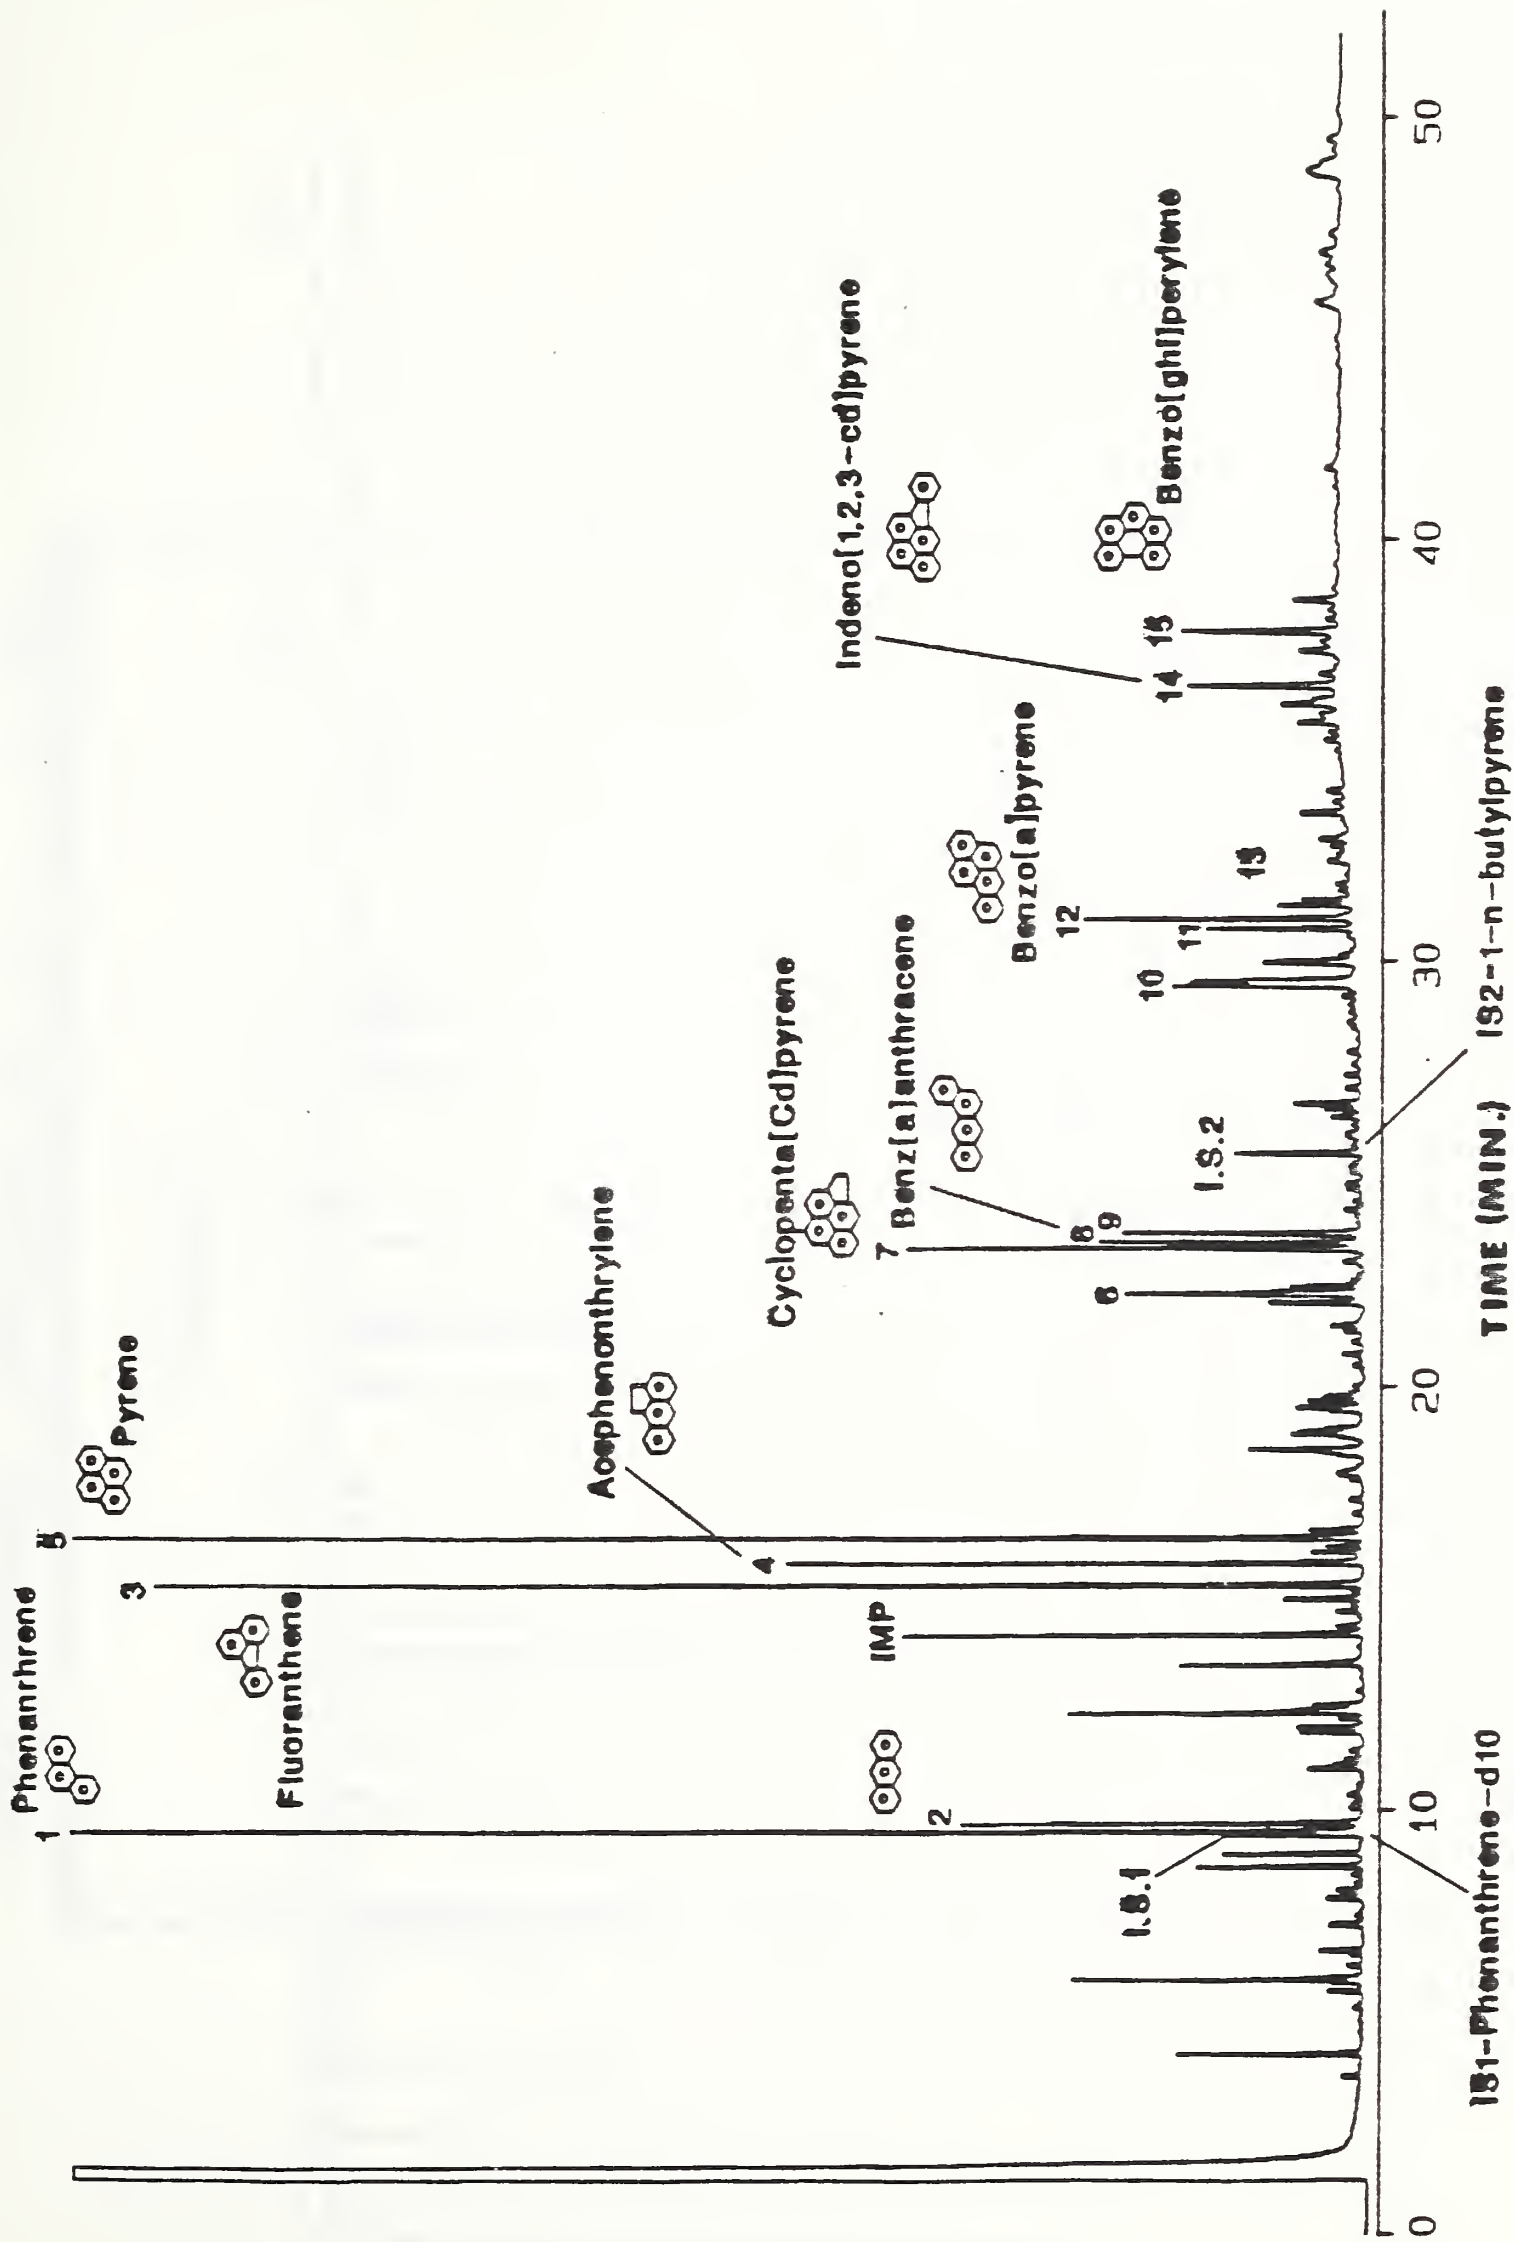 Phenanrhrene
1
5
Pyrene
3
Fluoranthene
Acephenanthrylene
4
IMP
2
I.S.1
Cyclopenta[Cd]pyrene
7
Benz[a]anthracene
6
8
9
I.S.2
Benzo[a]pyrene
10
11
12
13
Indeno[1,2,3-cd]pyrene
14
15
Benzo[ghi]perylene
0
10
20
30
40
50
IS1-Phenanthrene-d10
TIME (MIN.)
IS2-1-n-butylpyrene